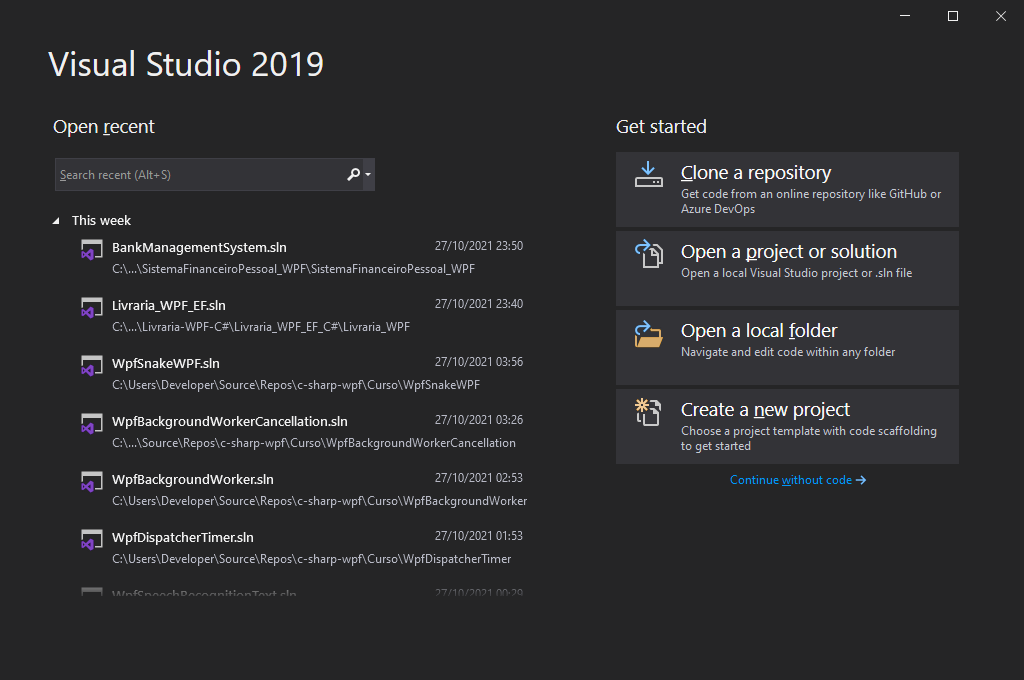 Visual Studio 2019
Open recent
Search recent (Alt+S)
This week
BankManagementSystem.sln 27/10/2021 23:50
C:\...\SistemaFinanceiroPessoal_WPF\SistemaFinanceiroPessoal_WPF
Livraria_WPF_EF.sln 27/10/2021 23:40
C:\...\Livraria-WPF-C#\Livraria_WPF_EF_C#\Livraria_WPF
WpfSnakeWPF.sln 27/10/2021 03:56
C:\Users\Developer\Source\Repos\c-sharp-wpf\Curso\WpfSnakeWPF
WpfBackgroundWorkerCancellation.sln 27/10/2021 03:26
C:\...\Source\Repos\c-sharp-wpf\Curso\WpfBackgroundWorkerCancellation
WpfBackgroundWorker.sln 27/10/2021 02:53
C:\Users\Developer\Source\Repos\c-sharp-wpf\Curso\WpfBackgroundWorker
WpfDispatcherTimer.sln 27/10/2021 01:53
C:\Users\Developer\Source\Repos\c-sharp-wpf\Curso\WpfDispatcherTimer
WpfSpeechRecognitionText.sln 27/10/2021 00:29
Get started
Clone a repository
Get code from an online repository like GitHub or
Azure DevOps
Open a project or solution
Open a local Visual Studio project or .sln file
Open a local folder
Navigate and edit code within any folder
Create a new project
Choose a project template with code scaffolding
to get started
Continue without code →